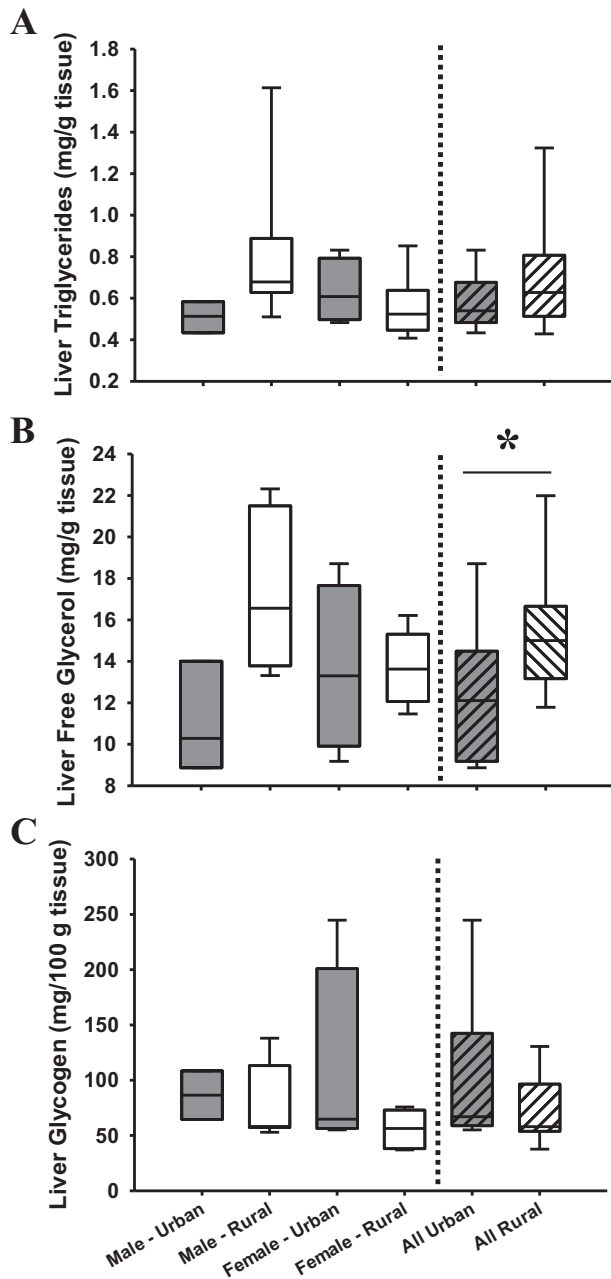 A
Liver Triglycerides (mg/g tissue)
1.8
1.6
1.4
1.2
1.0
0.8
0.6
0.4
0.2
B
Liver Free Glycerol (mg/g tissue)
*
24
22
20
18
16
14
12
10
8
C
Liver Glycogen (mg/100 g tissue)
300
250
200
150
100
50
0
Male - Urban
Male - Rural
Female - Urban
Female - Rural
All Urban
All Rural